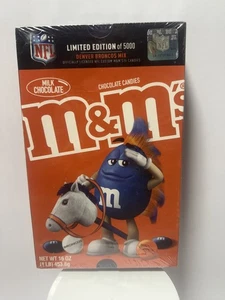 NFL
LIMITED EDITION of 5000
DENVER BRONCOS MIX
MILK
CHOCOLATE
CHOCOLATE CANDIES
m&m's
m
NET WT 16 OZ
(1 LB) 453.6g